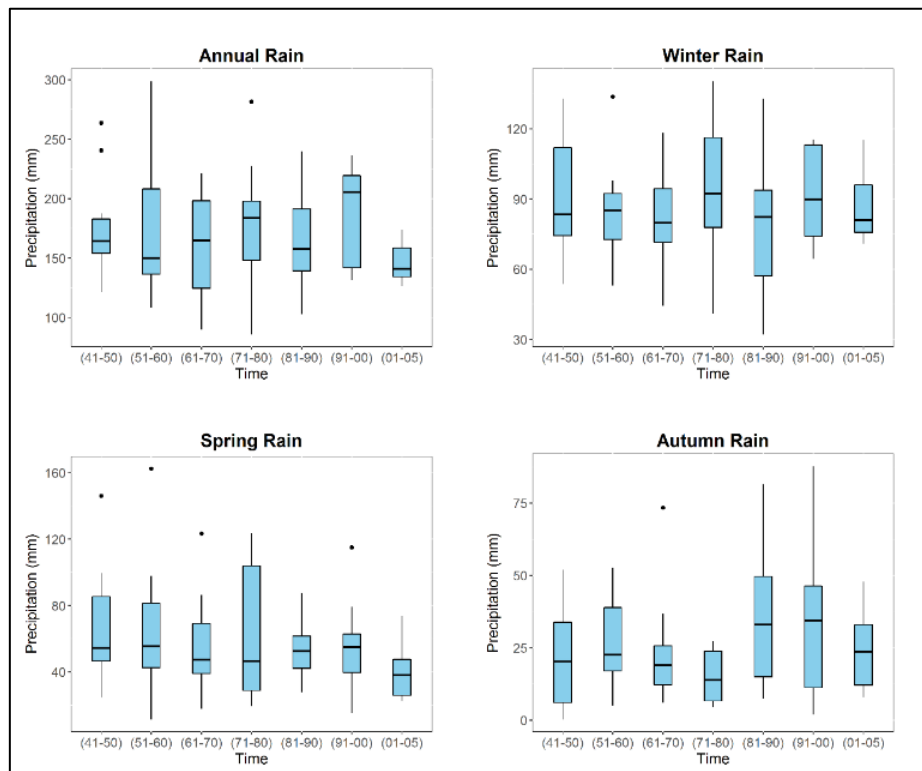 Annual Rain
Precipitation (mm)
300
250
200
150
100
(41-50) (51-60) (61-70) (71-80) (81-90) (91-00) (01-05)
Time
Winter Rain
Precipitation (mm)
120
90
60
30
(41-50) (51-60) (61-70) (71-80) (81-90) (91-00) (01-05)
Time
Spring Rain
Precipitation (mm)
160
120
80
40
(41-50) (51-60) (61-70) (71-80) (81-90) (91-00) (01-05)
Time
Autumn Rain
Precipitation (mm)
75
50
25
0
(41-50) (51-60) (61-70) (71-80) (81-90) (91-00) (01-05)
Time